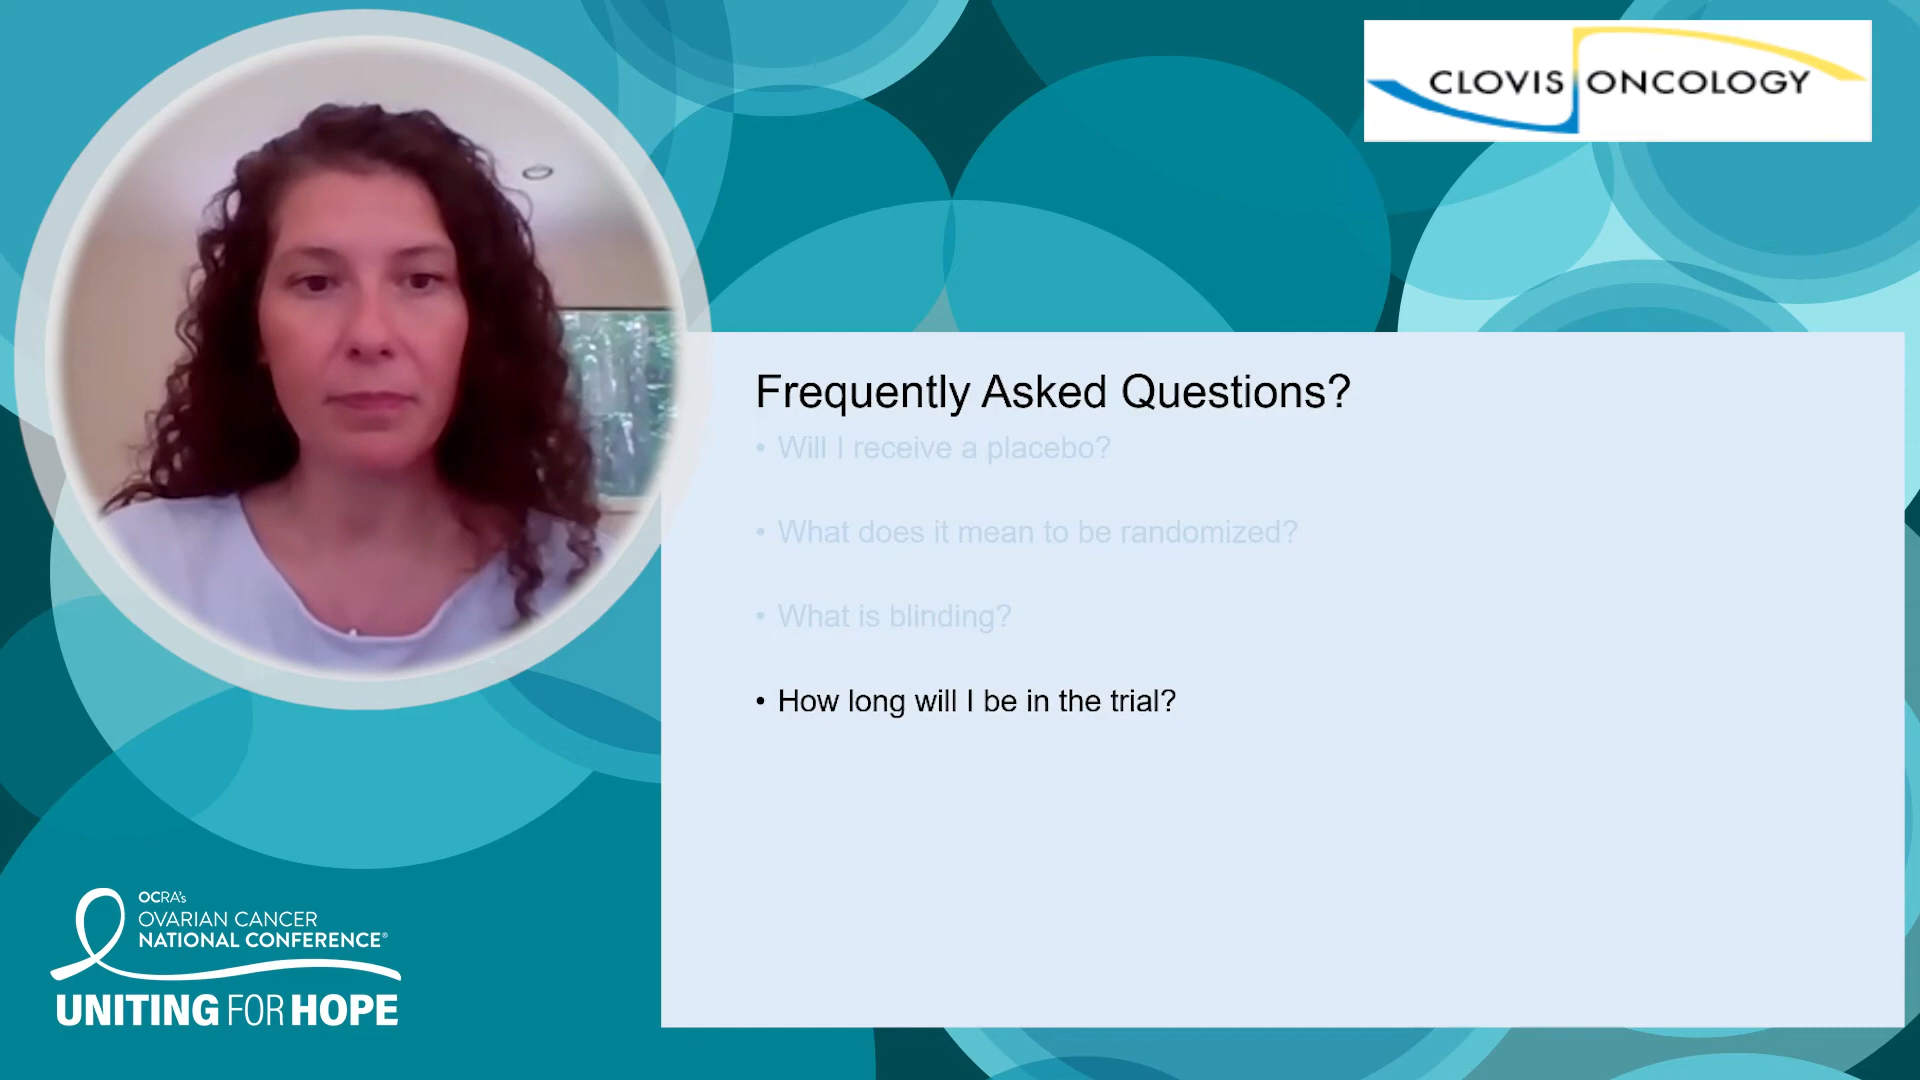 CLOVIS ONCOLOGY
Frequently Asked Questions?
• Will I receive a placebo?
• What does it mean to be randomized?
• What is blinding?
• How long will I be in the trial?
OCRA's
OVARIAN CANCER
NATIONAL CONFERENCE®
UNITING FOR HOPE